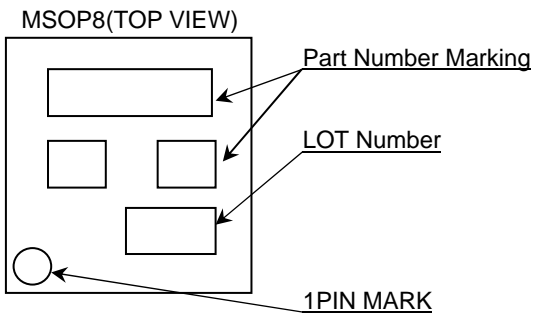 MSOP8(TOP VIEW)
Part Number Marking
LOT Number
1PIN MARK